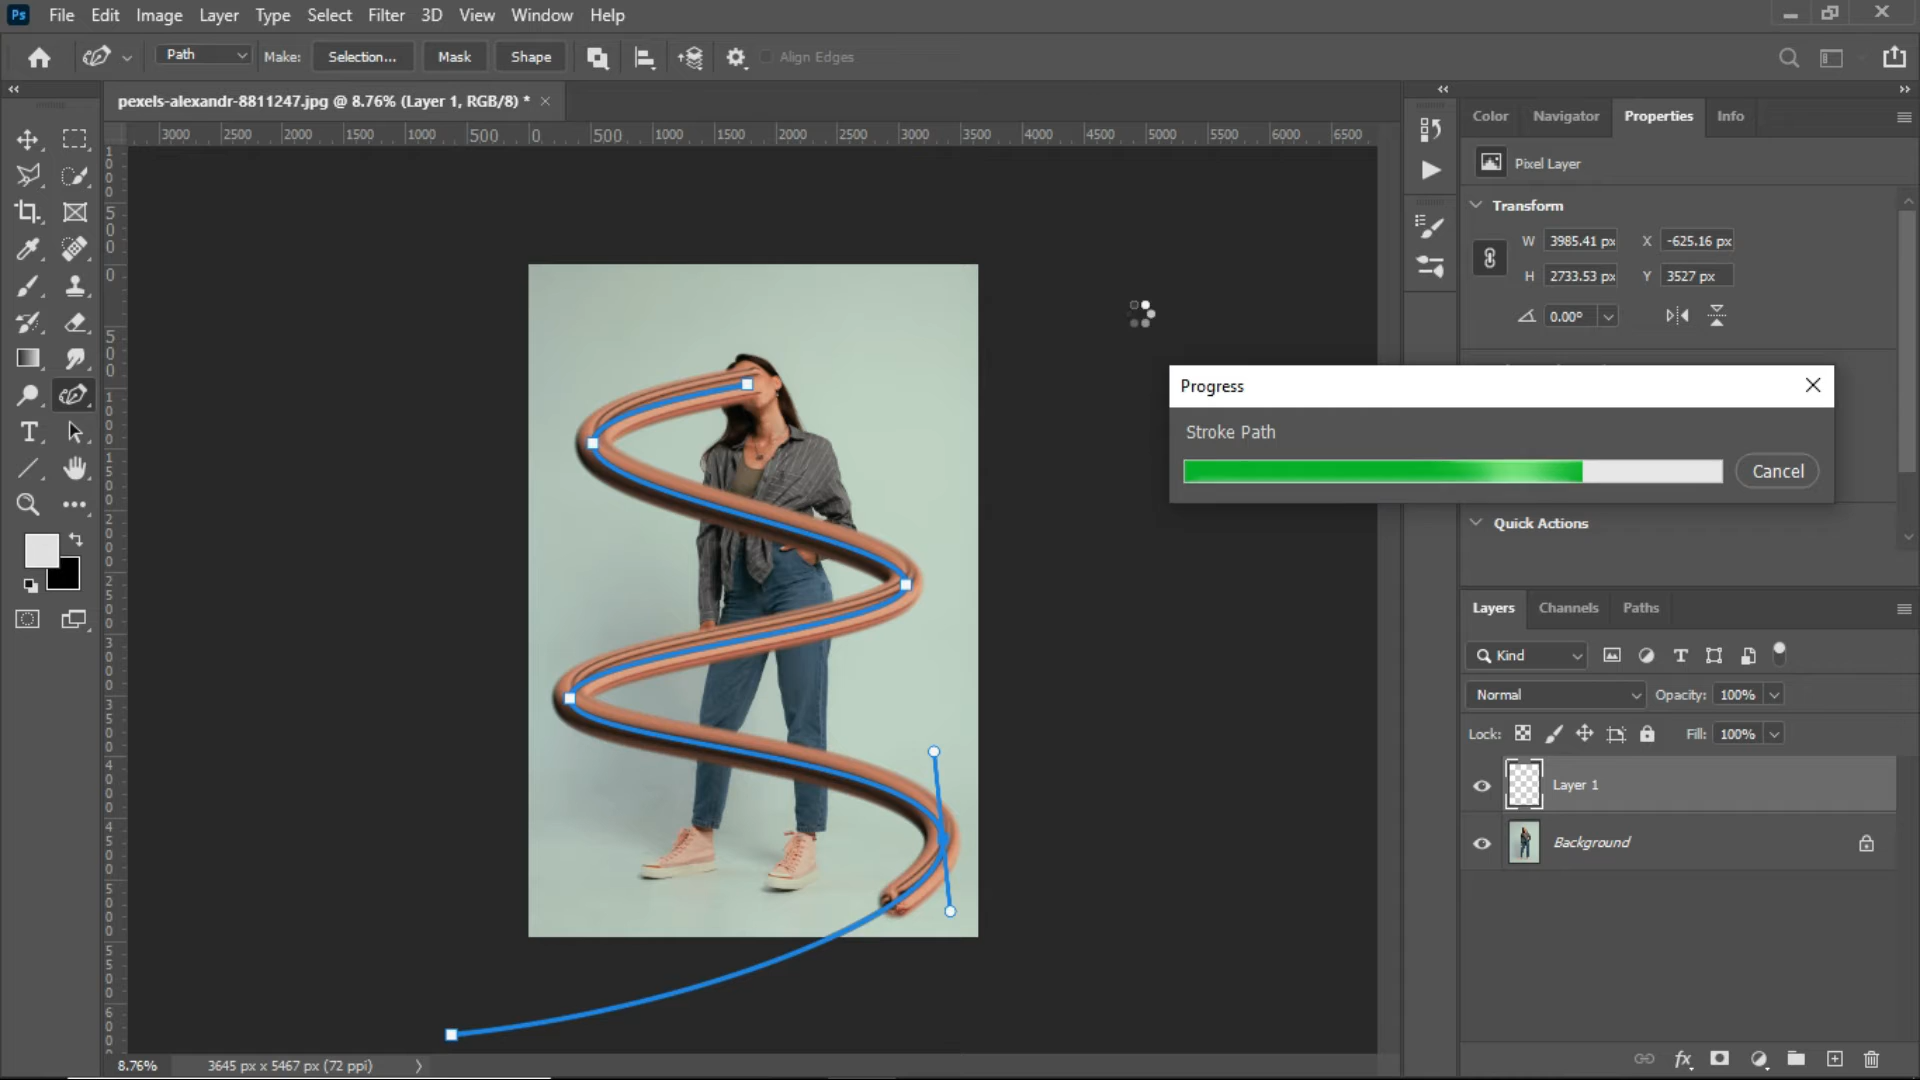 Ps File Edit Image Layer Type Select Filter 3D View Window Help
Path Make: Selection... Mask Shape Align Edges
pexels-alexandr-8811247.jpg @ 8.76% (Layer 1, RGB/8) * ×
3000 2500 2000 1500 1000 500 0 500 1000 1500 2000 2500 3000 3500 4000 4500 5000 5500 6000 6500
Color Navigator Properties Info
Pixel Layer
Transform
W 3985.41 px X -625.16 px
H 2733.53 px Y 3527 px
0.00°
Progress
Stroke Path
Cancel
Quick Actions
Layers Channels Paths
Kind
Normal Opacity: 100%
Lock: Fill: 100%
Layer 1
Background
8.76% 3645 px x 5467 px (72 ppi)
fx